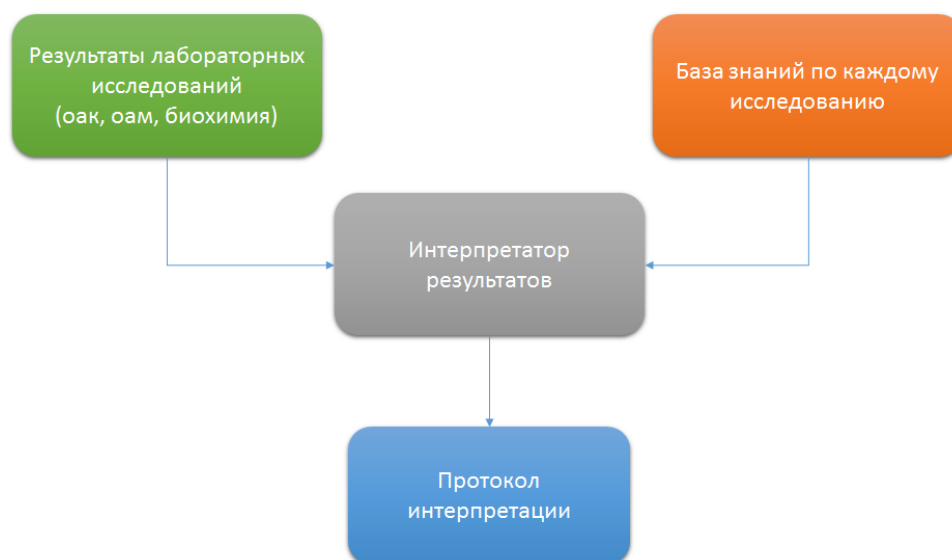 Результаты лабораторных
исследований
(оак, оам, биохимия)
База знаний по каждому
исследованию
Интерпретатор
результатов
Протокол
интерпретации